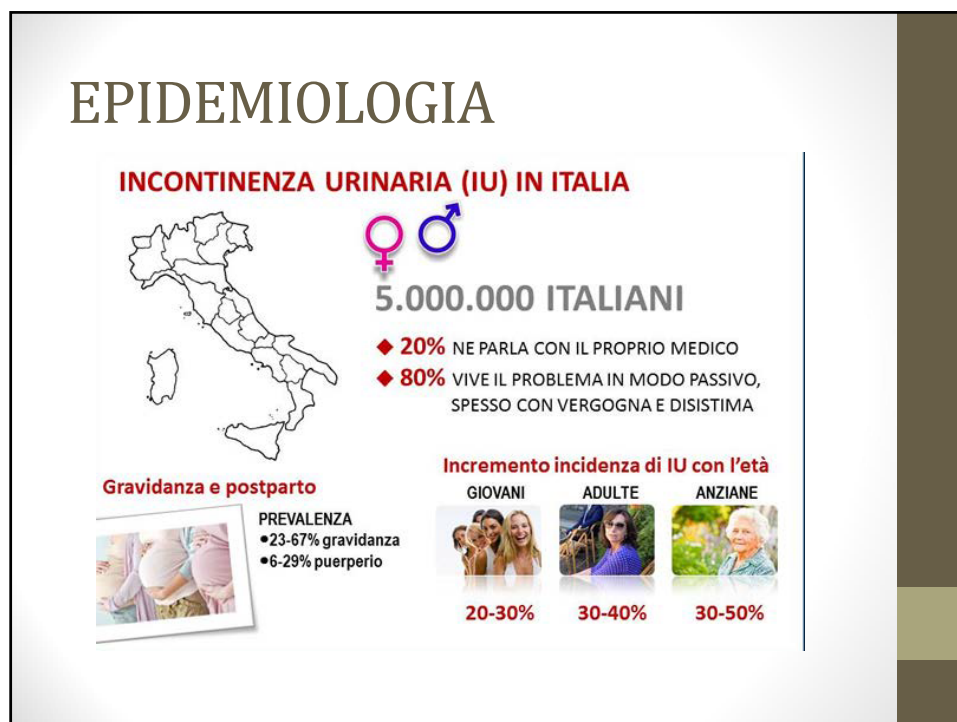 EPIDEMIOLOGIA
INCONTINENZA URINARIA (IU) IN ITALIA
5.000.000 ITALIANI
◆ 20% NE PARLA CON IL PROPRIO MEDICO
◆ 80% VIVE IL PROBLEMA IN MODO PASSIVO,
SPESSO CON VERGOGNA E DISISTIMA
Gravidanza e postparto
PREVALENZA
●23-67% gravidanza
●6-29% puerperio
Incremento incidenza di IU con l'età
GIOVANI ADULTE ANZIANE
20-30% 30-40% 30-50%